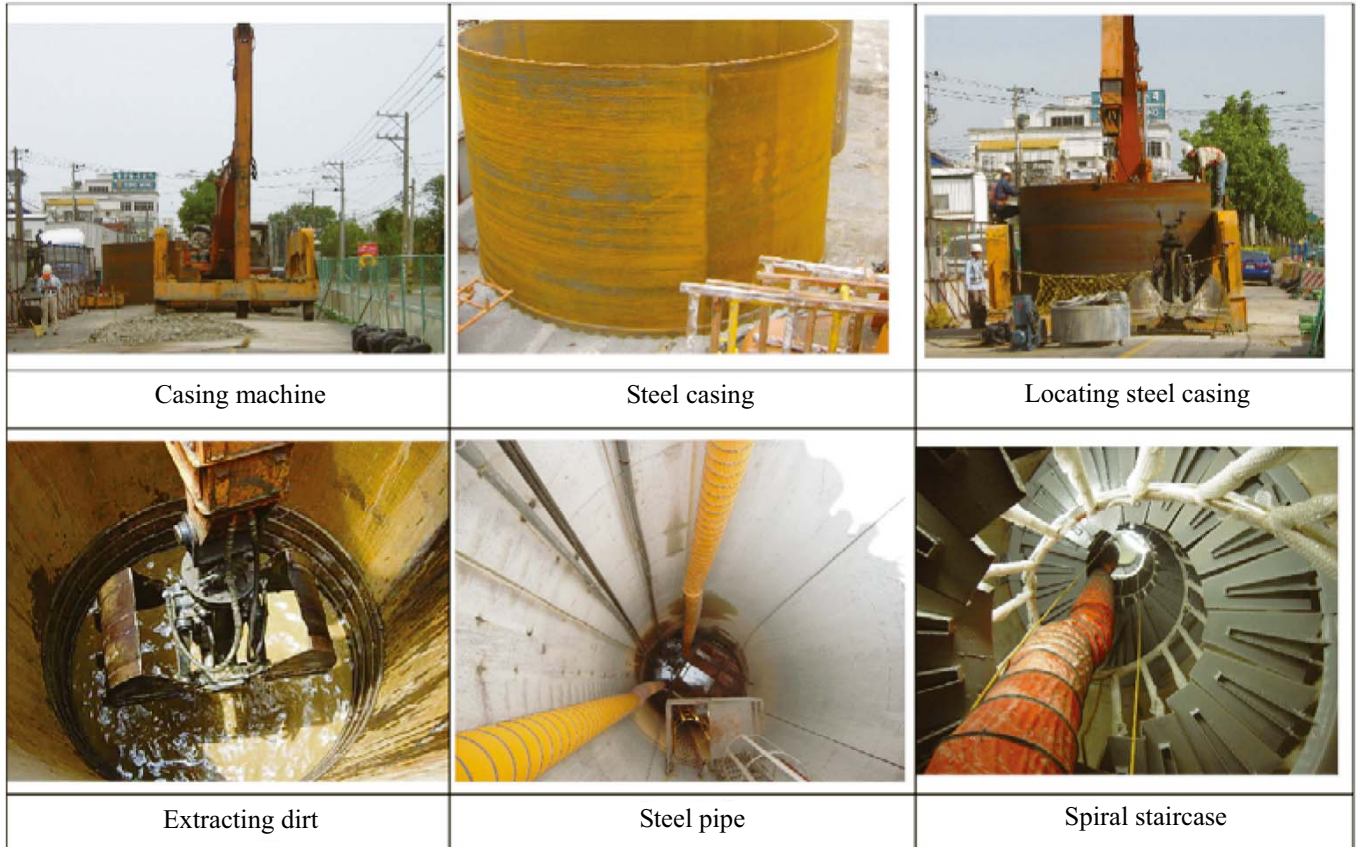 Casing machine
Steel casing
Locating steel casing
Extracting dirt
Steel pipe
Spiral staircase